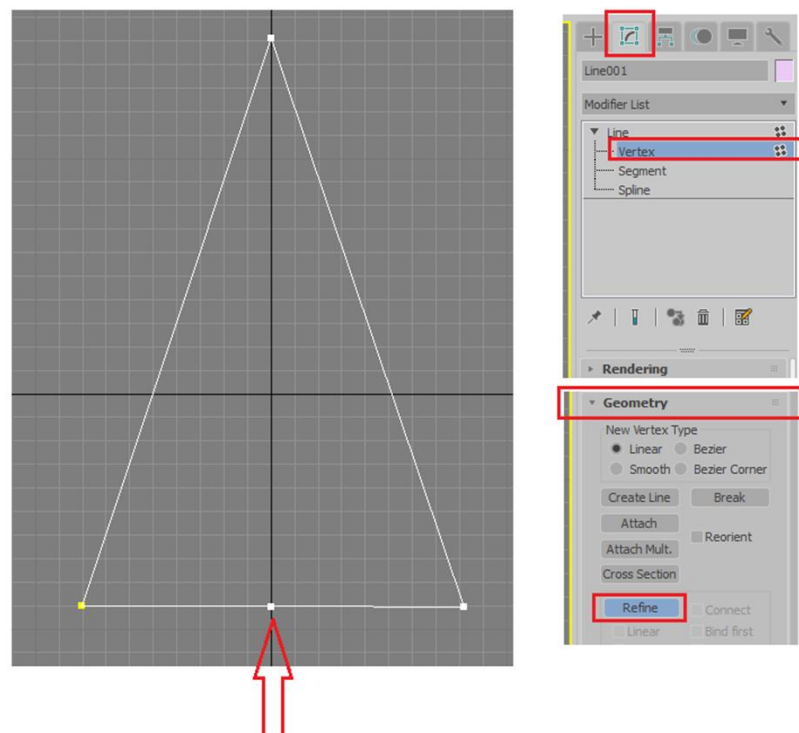 Line001
Modifier List
Line
Vertex
Segment
Spline
Rendering
Geometry
New Vertex Type
Linear Bezier
Smooth Bezier Corner
Create Line Break
Attach
Reorient
Attach Mult.
Cross Section
Refine Connect
Linear Bind first